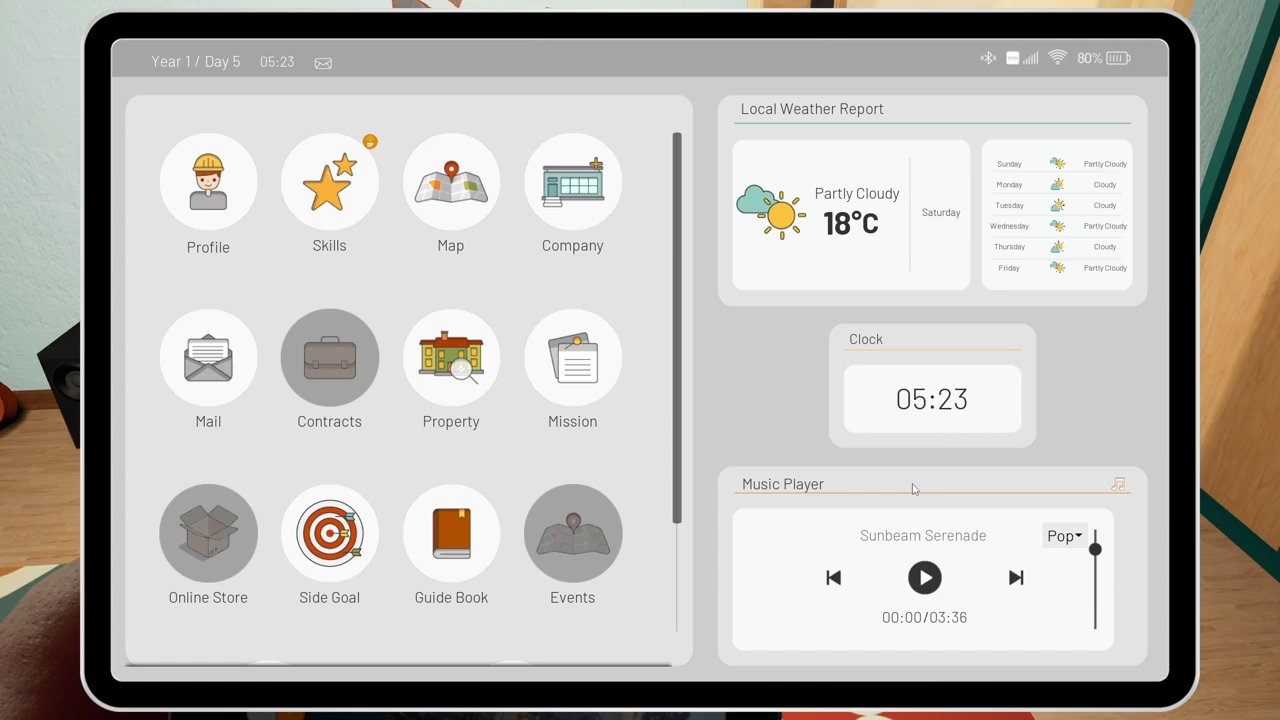 Year 1 / Day 5 05:23 80%
Profile Skills Map Company
Mail Contracts Property Mission
Online Store Side Goal Guide Book Events
Local Weather Report
Partly Cloudy
18°C
Saturday
Sunday Partly Cloudy
Monday Cloudy
Tuesday Cloudy
Wednesday Partly Cloudy
Thursday Cloudy
Friday Partly Cloudy
Clock
05:23
Music Player
Sunbeam Serenade
Pop
00:00/03:36